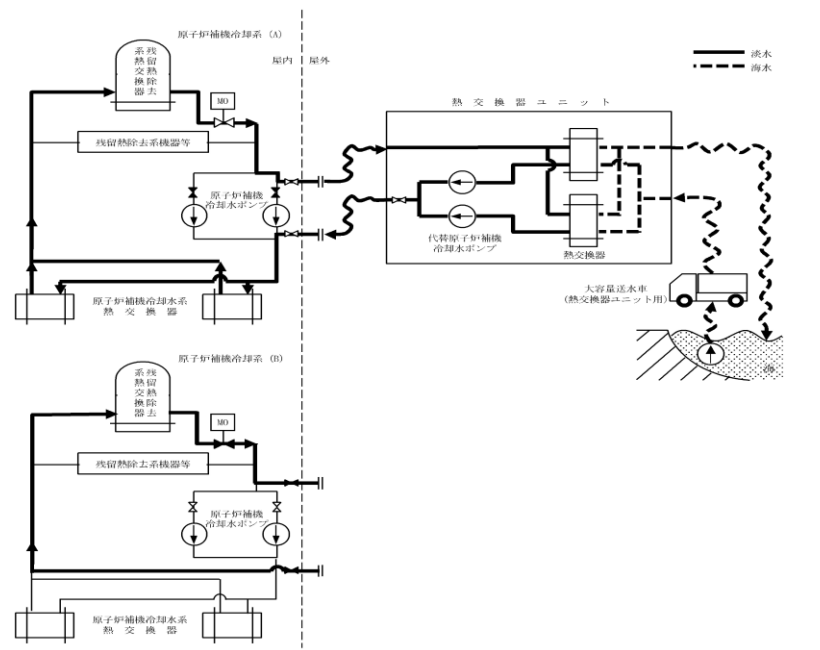 原子炉補機冷却系 (A)
屋内
屋外
残留熱除去
系熱交換器
MO
残留熱除去系機器等
原子炉補機
冷却水ポンプ
原子炉補機冷却水系
熱交換器
淡水
海水
熱交換器ユニット
代替原子炉補機
冷却水ポンプ
熱交換器
大容量送水車
(熱交換器ユニット用)
海
原子炉補機冷却系 (B)
残留熱除去
系熱交換器
MO
残留熱除去系機器等
原子炉補機
冷却水ポンプ
原子炉補機冷却水系
熱交換器